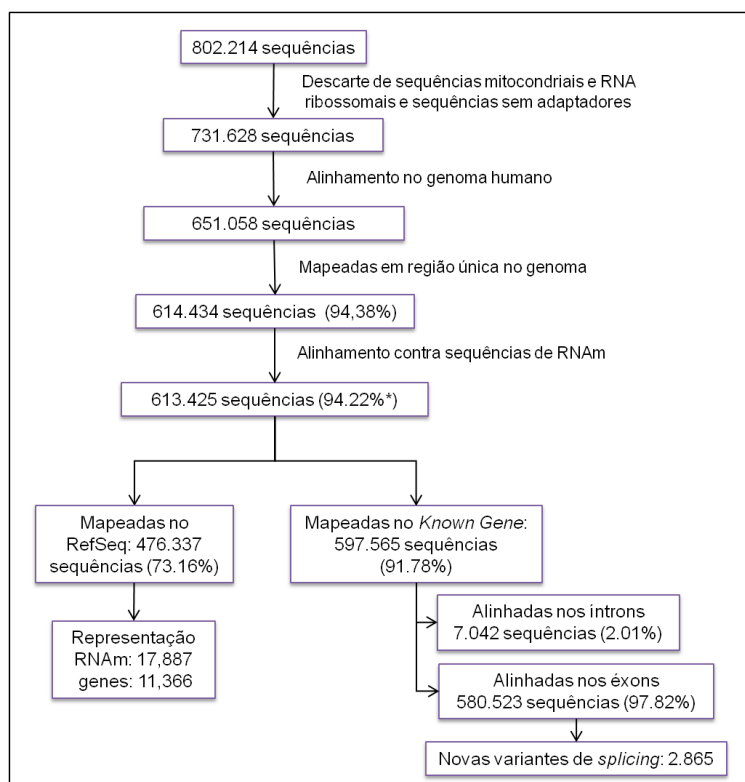 802.214 sequências
Descarte de sequências mitocondriais e RNA
ribossomais e sequências sem adaptadores
731.628 sequências
Alinhamento no genoma humano
651.058 sequências
Mapeadas em região única no genoma
614.434 sequências (94,38%)
Alinhamento contra sequências de RNAm
613.425 sequências (94.22%*)
Mapeadas no
RefSeq: 476.337
sequências (73.16%)
Representação
RNAm: 17,887
genes: 11,366
Mapeadas no Known Gene:
597.565 sequências
(91.78%)
Alinhadas nos íntrons
7.042 sequências (2.01%)
Alinhadas nos éxons
580.523 sequências (97.82%)
Novas variantes de splicing: 2.865